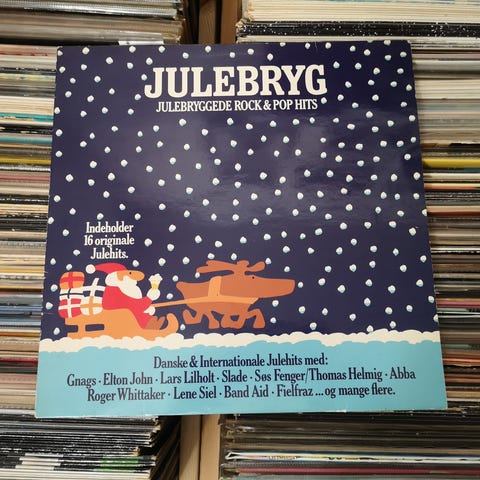 JULEBRYG
JULEBRYGGEDE ROCK & POP HITS
Indeholder
16 originale
Julehits.
Danske & Internationale Julehits med:
Gnags · Elton John · Lars Lilholt · Slade · Søs Fenger/Thomas Helmig · Abba
Roger Whittaker · Lene Siel · Band Aid · Fielfraz ... og mange flere.